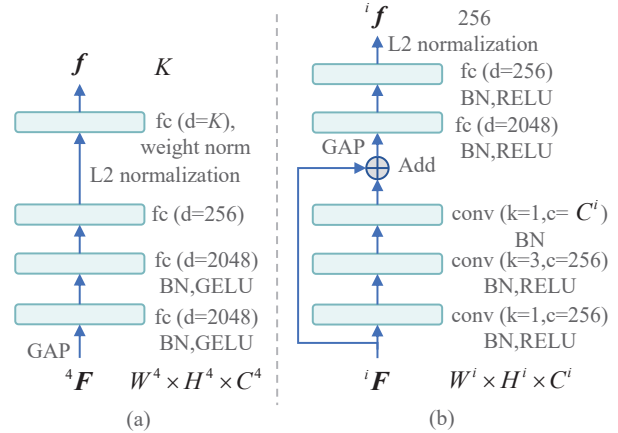 f K
fc (d=K),
weight norm
L2 normalization
fc (d=256)
fc (d=2048)
BN,GELU
fc (d=2048)
BN,GELU
GAP
⁴F W⁴ × H⁴ × C⁴
(a)
ⁱf 256
L2 normalization
fc (d=256)
BN,RELU
fc (d=2048)
BN,RELU
GAP
Add
conv (k=1,c= Cⁱ)
BN
conv (k=3,c=256)
BN,RELU
conv (k=1,c=256)
BN,RELU
ⁱF Wⁱ × Hⁱ × Cⁱ
(b)